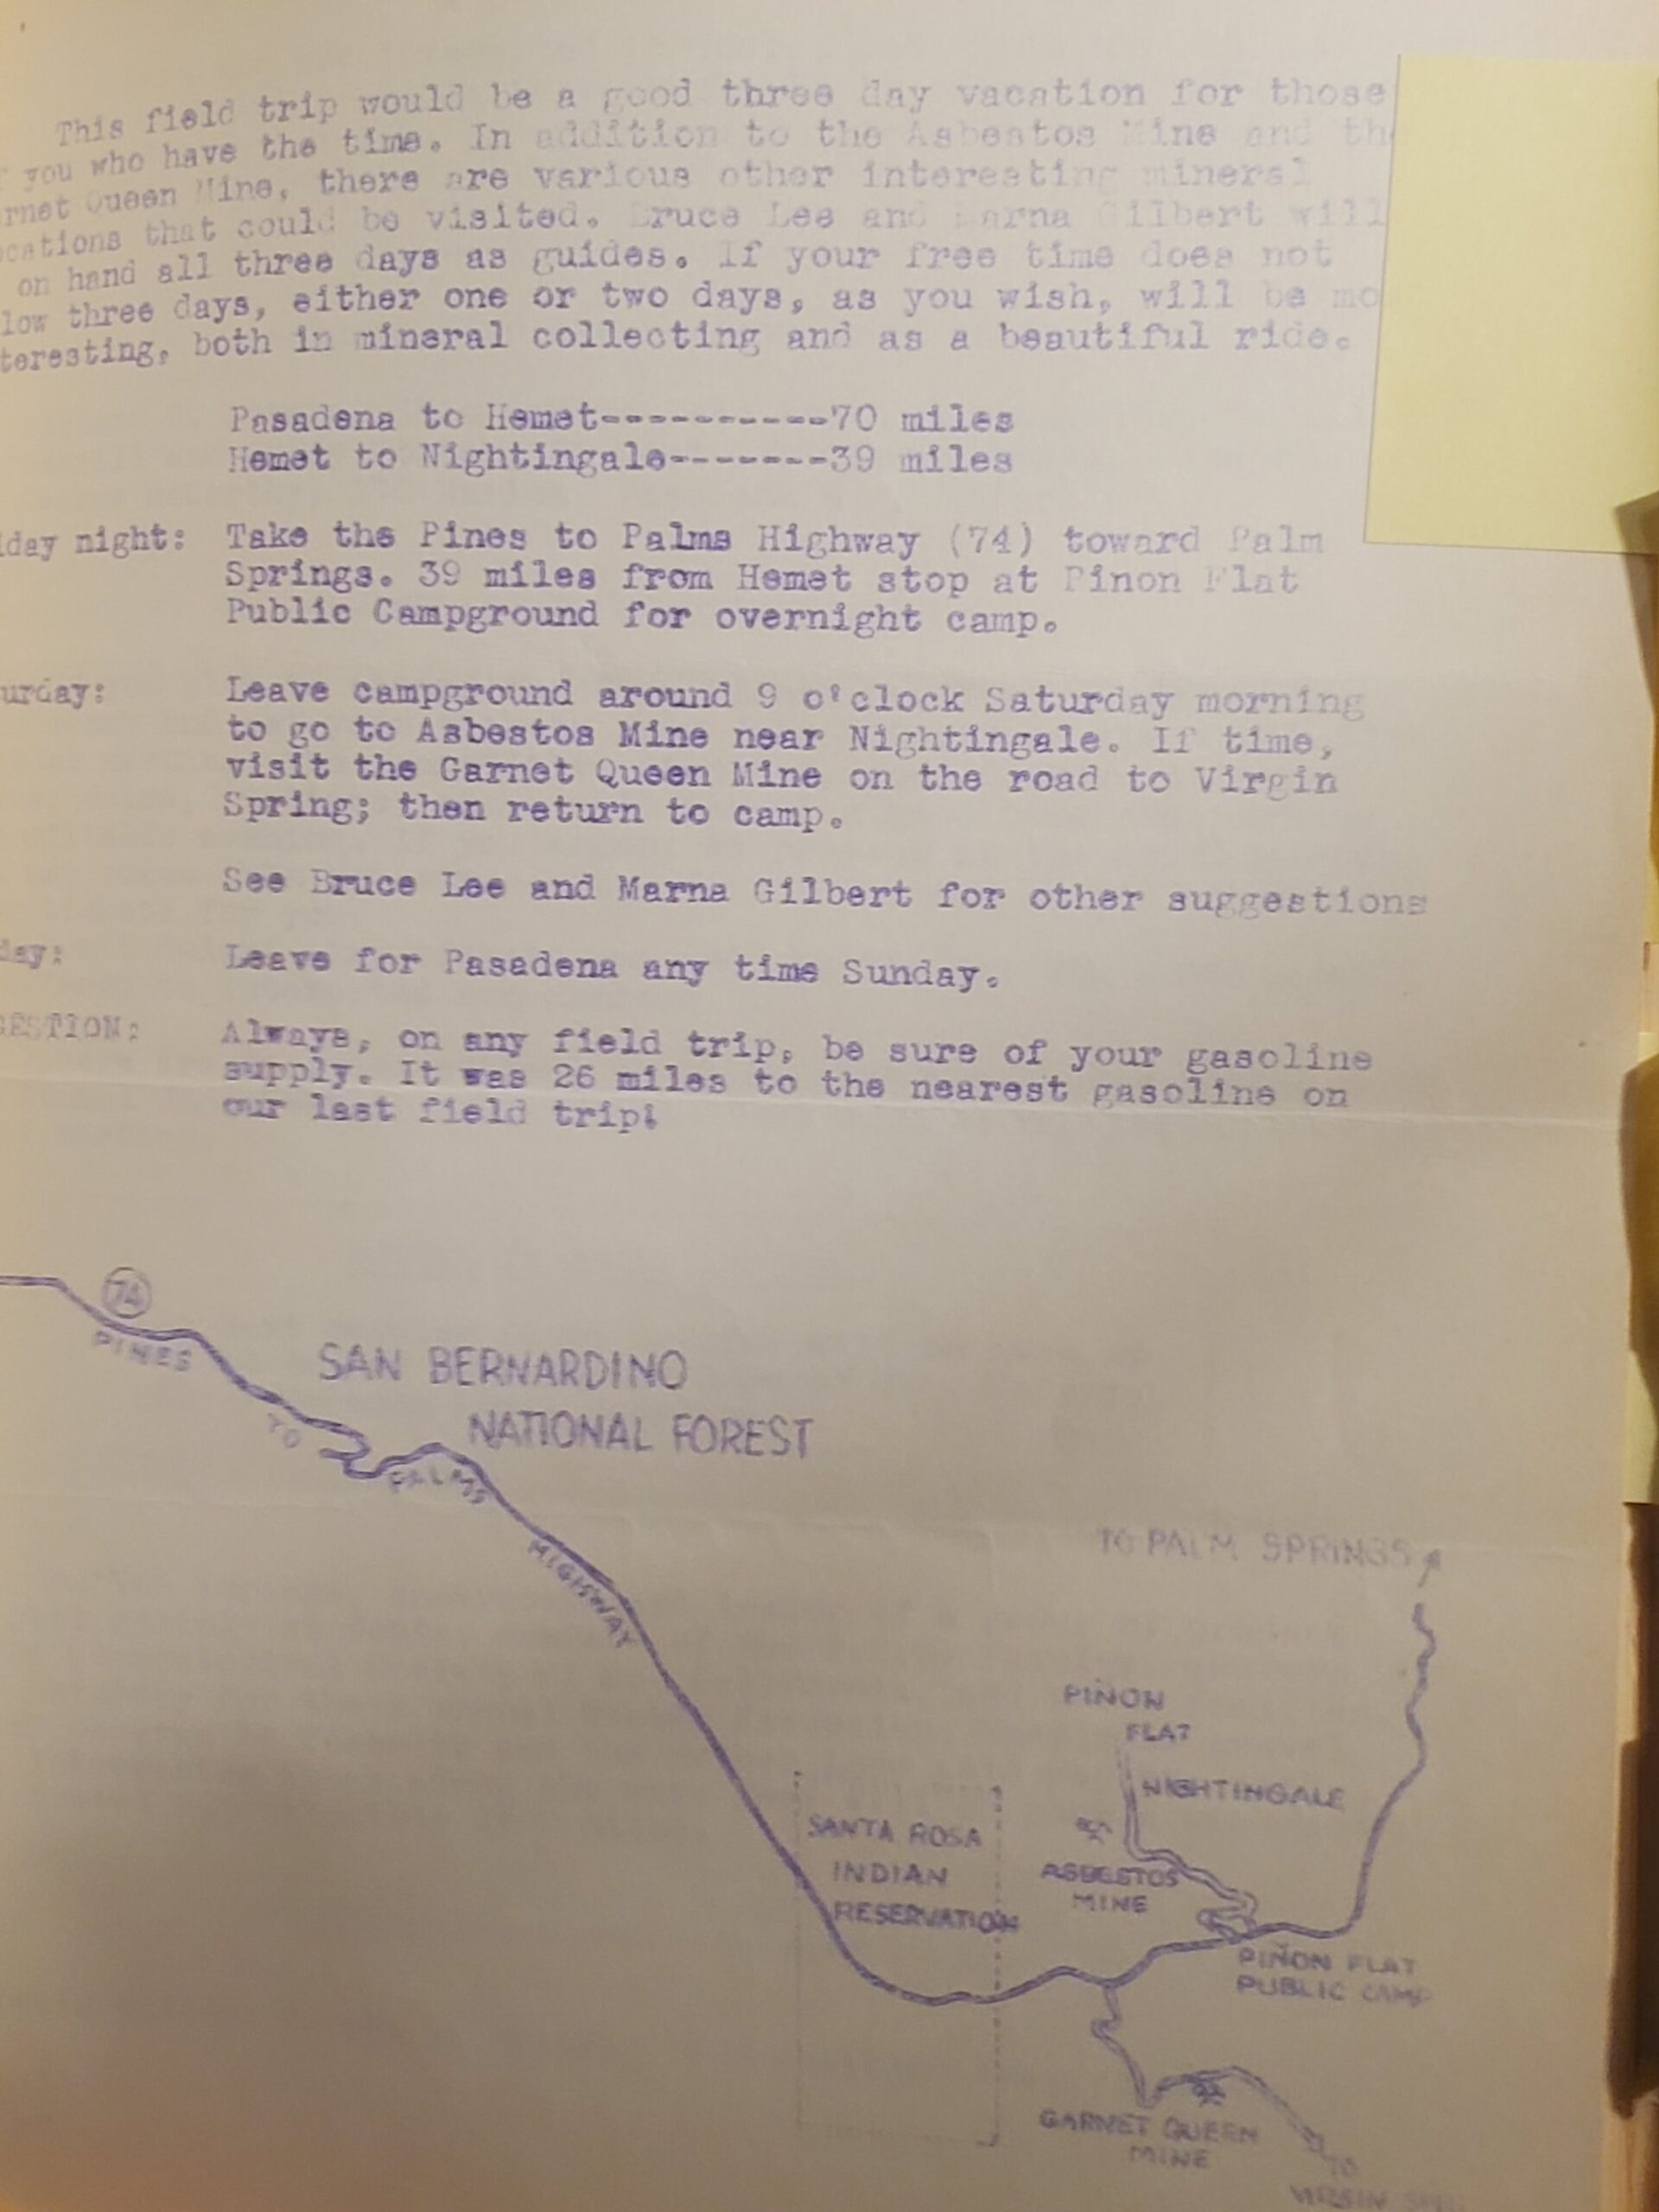 This field trip would be a good three day vacation for those
you who have the time. In addition to the Asbestos Mine and th
rnet Queen Mine, there are various other interesting mineral
cations that could be visited. Bruce Lee and Marna Gilbert will
on hand all three days as guides. If your free time does not
low three days, either one or two days, as you wish, will be mo
teresting, both in mineral collecting and as a beautiful ride.
Pasadena to Hemet----------70 miles
Hemet to Nightingale-------39 miles
day night: Take the Pines to Palms Highway (74) toward Palm
Springs. 39 miles from Hemet stop at Pinon Flat
Public Campground for overnight camp.
urday: Leave campground around 9 o'clock Saturday morning
to go to Asbestos Mine near Nightingale. If time,
visit the Garnet Queen Mine on the road to Virgin
Spring; then return to camp.
See Bruce Lee and Marna Gilbert for other suggestions
day: Leave for Pasadena any time Sunday.
GESTION: Always, on any field trip, be sure of your gasoline
supply. It was 26 miles to the nearest gasoline on
our last field trip!
74
PINES
TO
PALMS
HIGHWAY
SAN BERNARDINO
NATIONAL FOREST
TO PALM SPRINGS
PIÑON
FLAT
NIGHTINGALE
SANTA ROSA
INDIAN
RESERVATION
ASBESTOS
MINE
PIÑON FLAT
PUBLIC CAMP
GARNET QUEEN
MINE
TO
VIRGIN